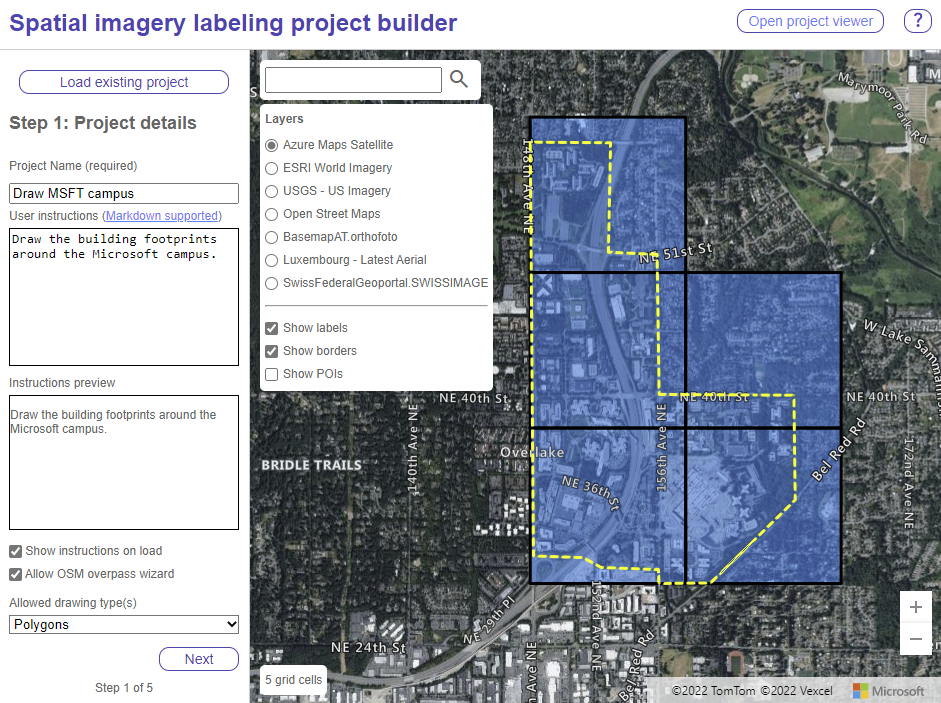 Spatial imagery labeling project builder
Open project viewer
?
Load existing project
Step 1: Project details
Project Name (required)
Draw MSFT campus
User instructions (Markdown supported)
Draw the building footprints
around the Microsoft campus.
Instructions preview
Draw the building footprints around the
Microsoft campus.
Show instructions on load
Allow OSM overpass wizard
Allowed drawing type(s)
Polygons
Next
Step 1 of 5
Layers
Azure Maps Satellite
ESRI World Imagery
USGS - US Imagery
Open Street Maps
BasemapAT.orthofoto
Luxembourg - Latest Aerial
SwissFederalGeoportal.SWISSIMAGE
Show labels
Show borders
Show POIs
Marymoor Park Rd
148th Ave NE
NE 51st St
W Lake Sammam
NE 40th St
NE 40th St
NE 40th St
140th Ave NE
156th Ave NE
Bel Red Rd
172nd Ave NE
Overlake
BRIDLE TRAILS
NE 36th St
NE 29th Pl
152nd Ave NE
NE 24th St
Bel Red Rd
h Ave NE
+
−
5 grid cells
©2022 TomTom ©2022 Vexcel
Microsoft